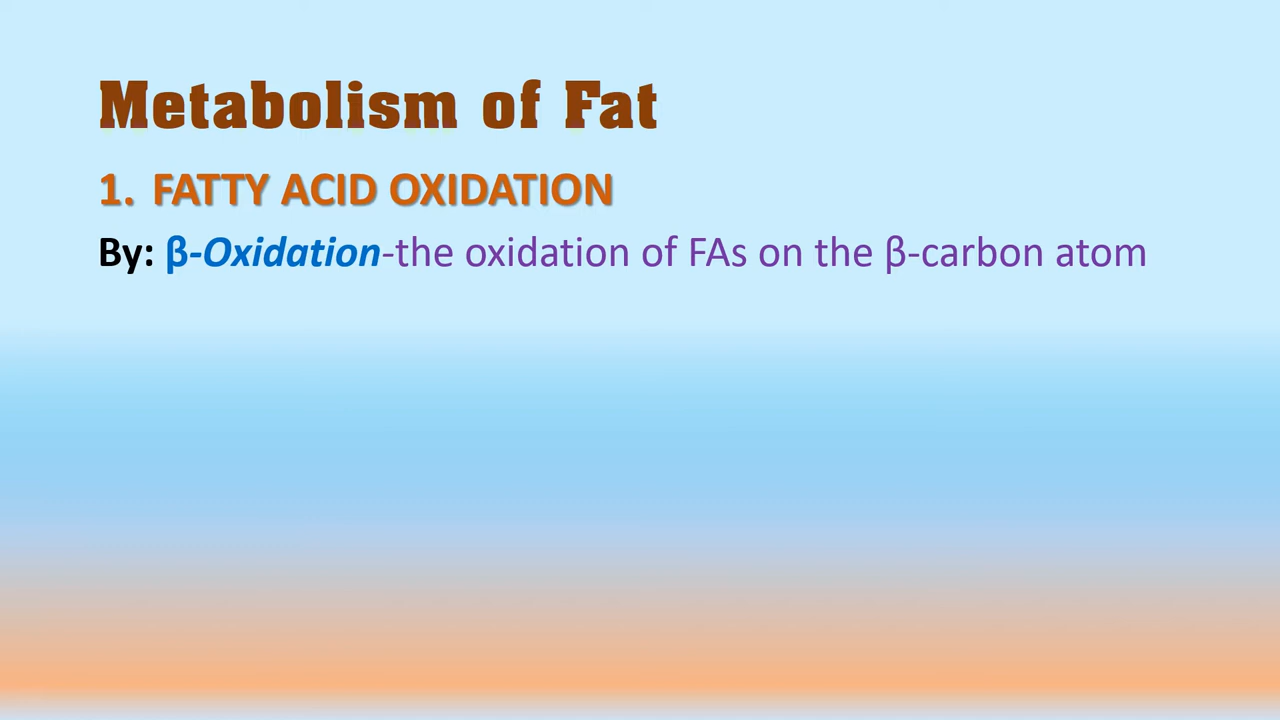 Metabolism of Fat
1. FATTY ACID OXIDATION
By: β-Oxidation-the oxidation of FAs on the β-carbon atom